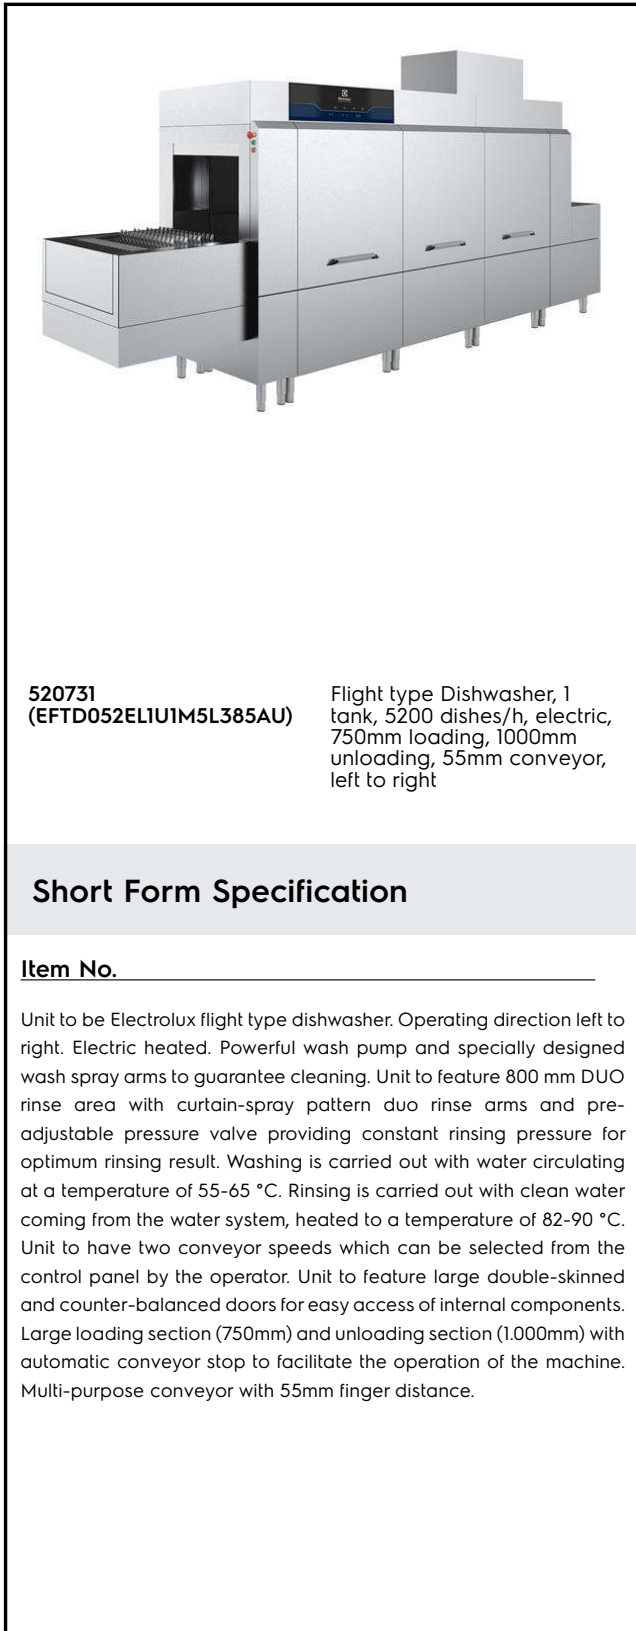 520731
(EFTD052EL1U1M5L385AU)
Flight type Dishwasher, 1
tank, 5200 dishes/h, electric,
750mm loading, 1000mm
unloading, 55mm conveyor,
left to right
Short Form Specification
Item No.
Unit to be Electrolux flight type dishwasher. Operating direction left to
right. Electric heated. Powerful wash pump and specially designed
wash spray arms to guarantee cleaning. Unit to feature 800 mm DUO
rinse area with curtain-spray pattern duo rinse arms and pre-
adjustable pressure valve providing constant rinsing pressure for
optimum rinsing result. Washing is carried out with water circulating
at a temperature of 55-65 °C. Rinsing is carried out with clean water
coming from the water system, heated to a temperature of 82-90 °C.
Unit to have two conveyor speeds which can be selected from the
control panel by the operator. Unit to feature large double-skinned
and counter-balanced doors for easy access of internal components.
Large loading section (750mm) and unloading section (1.000mm) with
automatic conveyor stop to facilitate the operation of the machine.
Multi-purpose conveyor with 55mm finger distance.